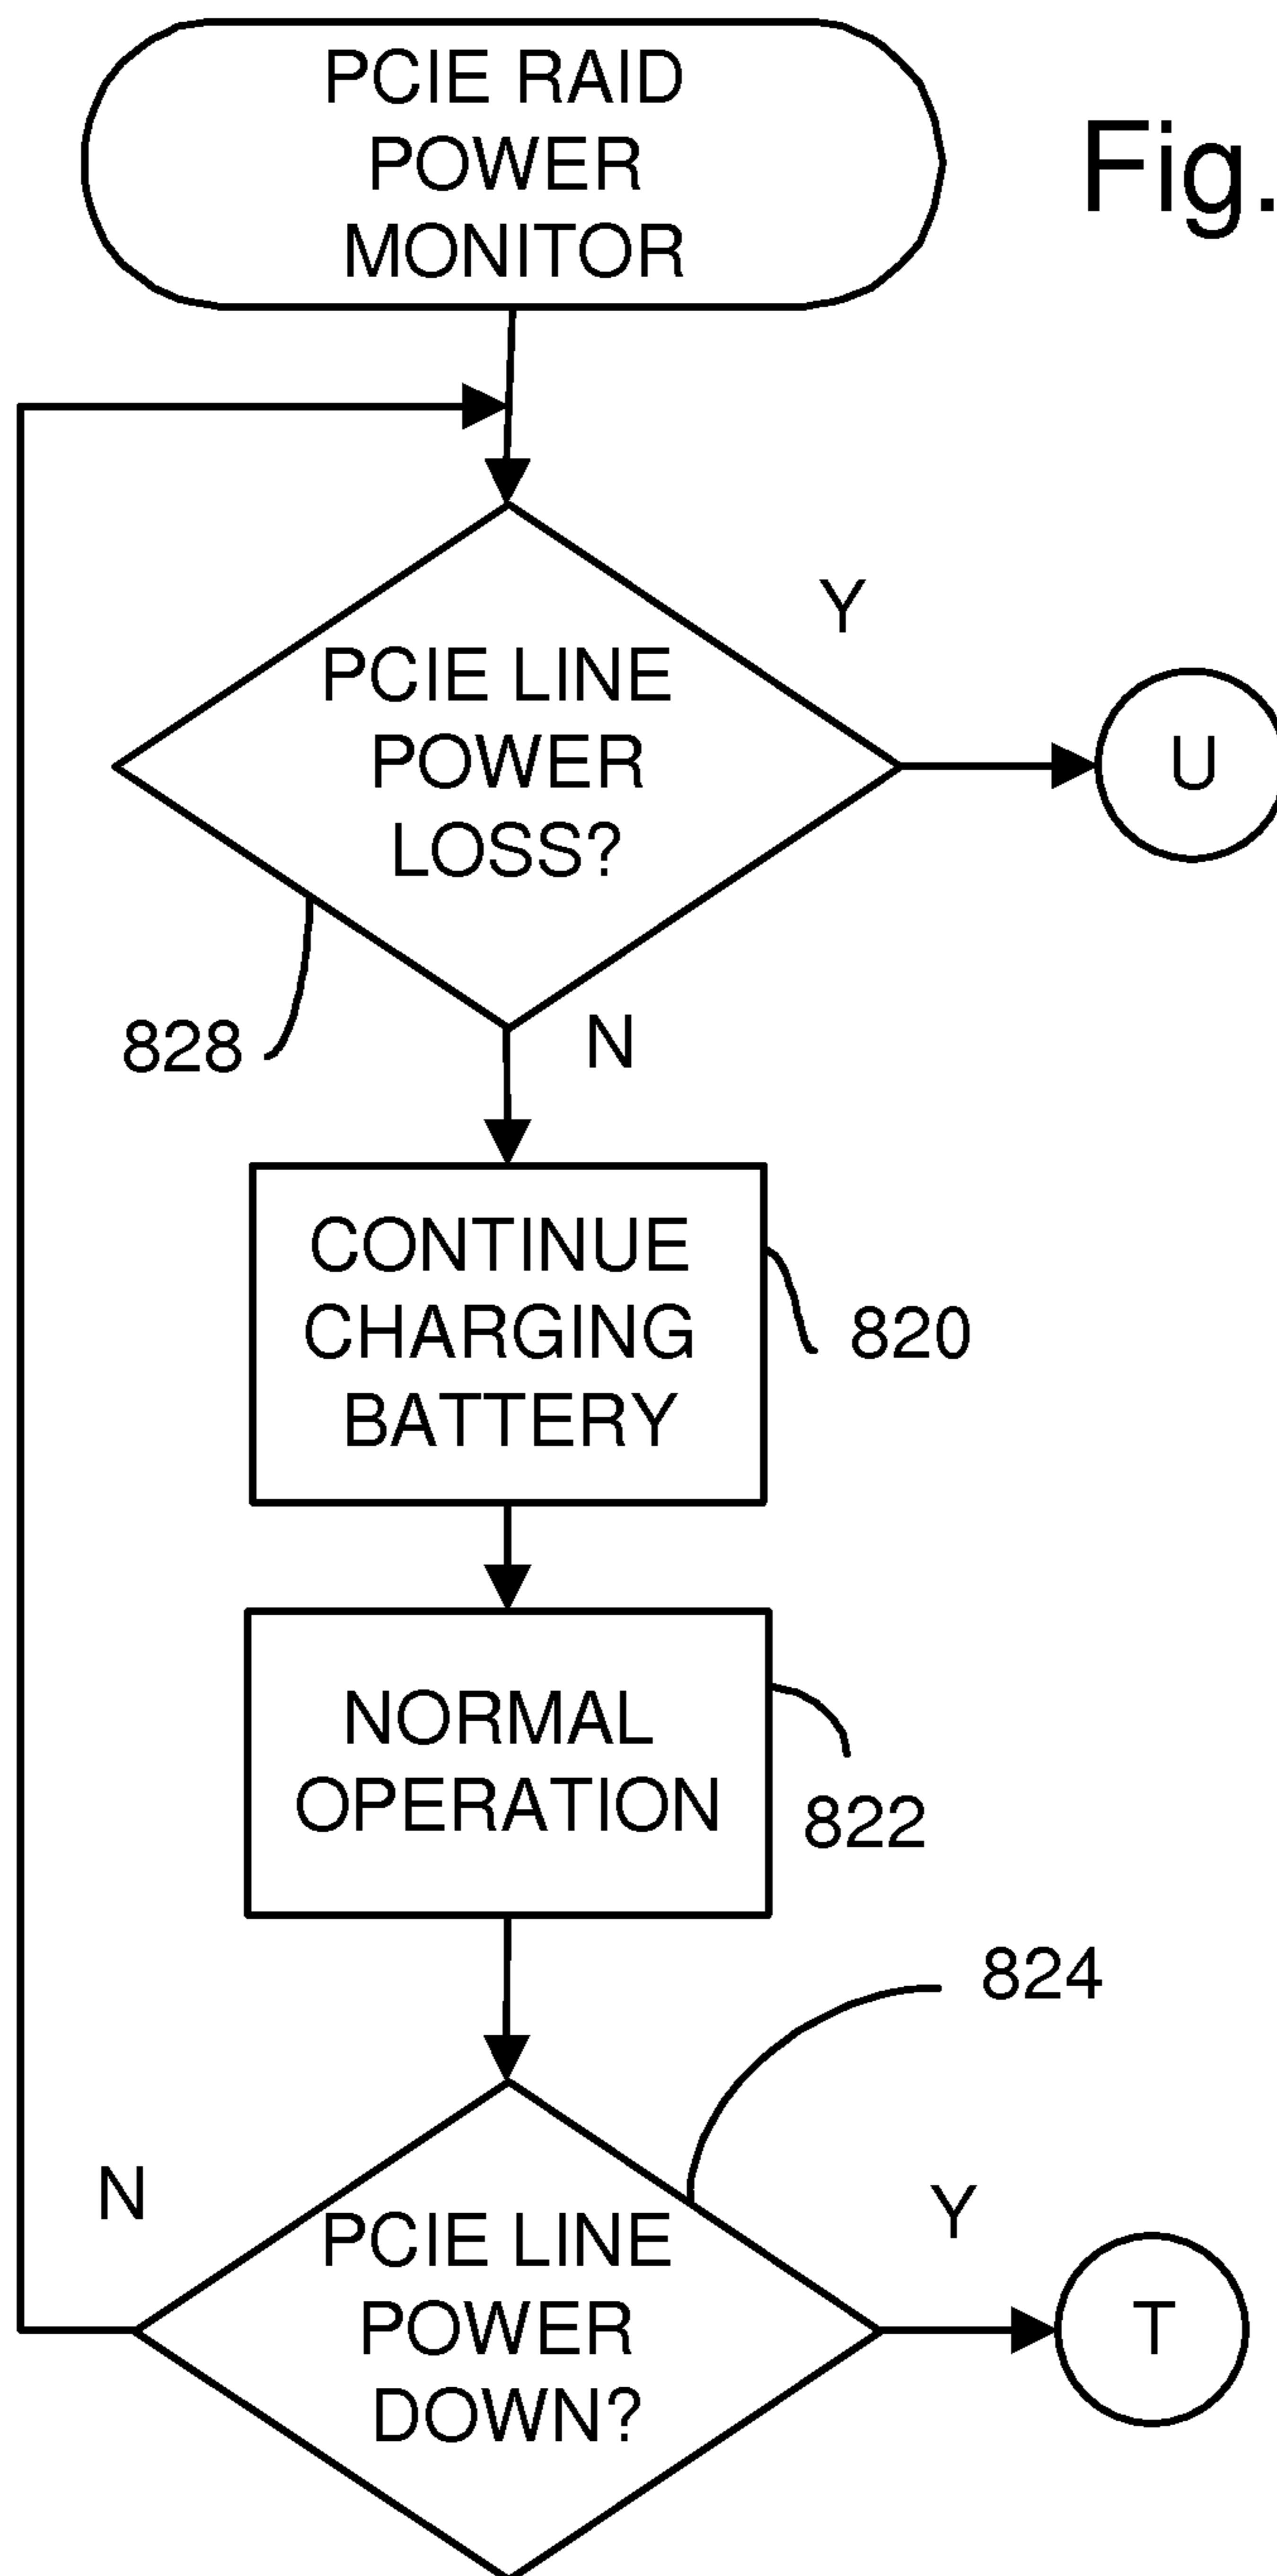 PCIE RAID
POWER
MONITOR
Fig.
Y
PCIE LINE
POWER
LOSS?
U
828
N
CONTINUE
CHARGING
BATTERY
820
NORMAL
OPERATION
822
824
N
Y
PCIE LINE
POWER
DOWN?
T